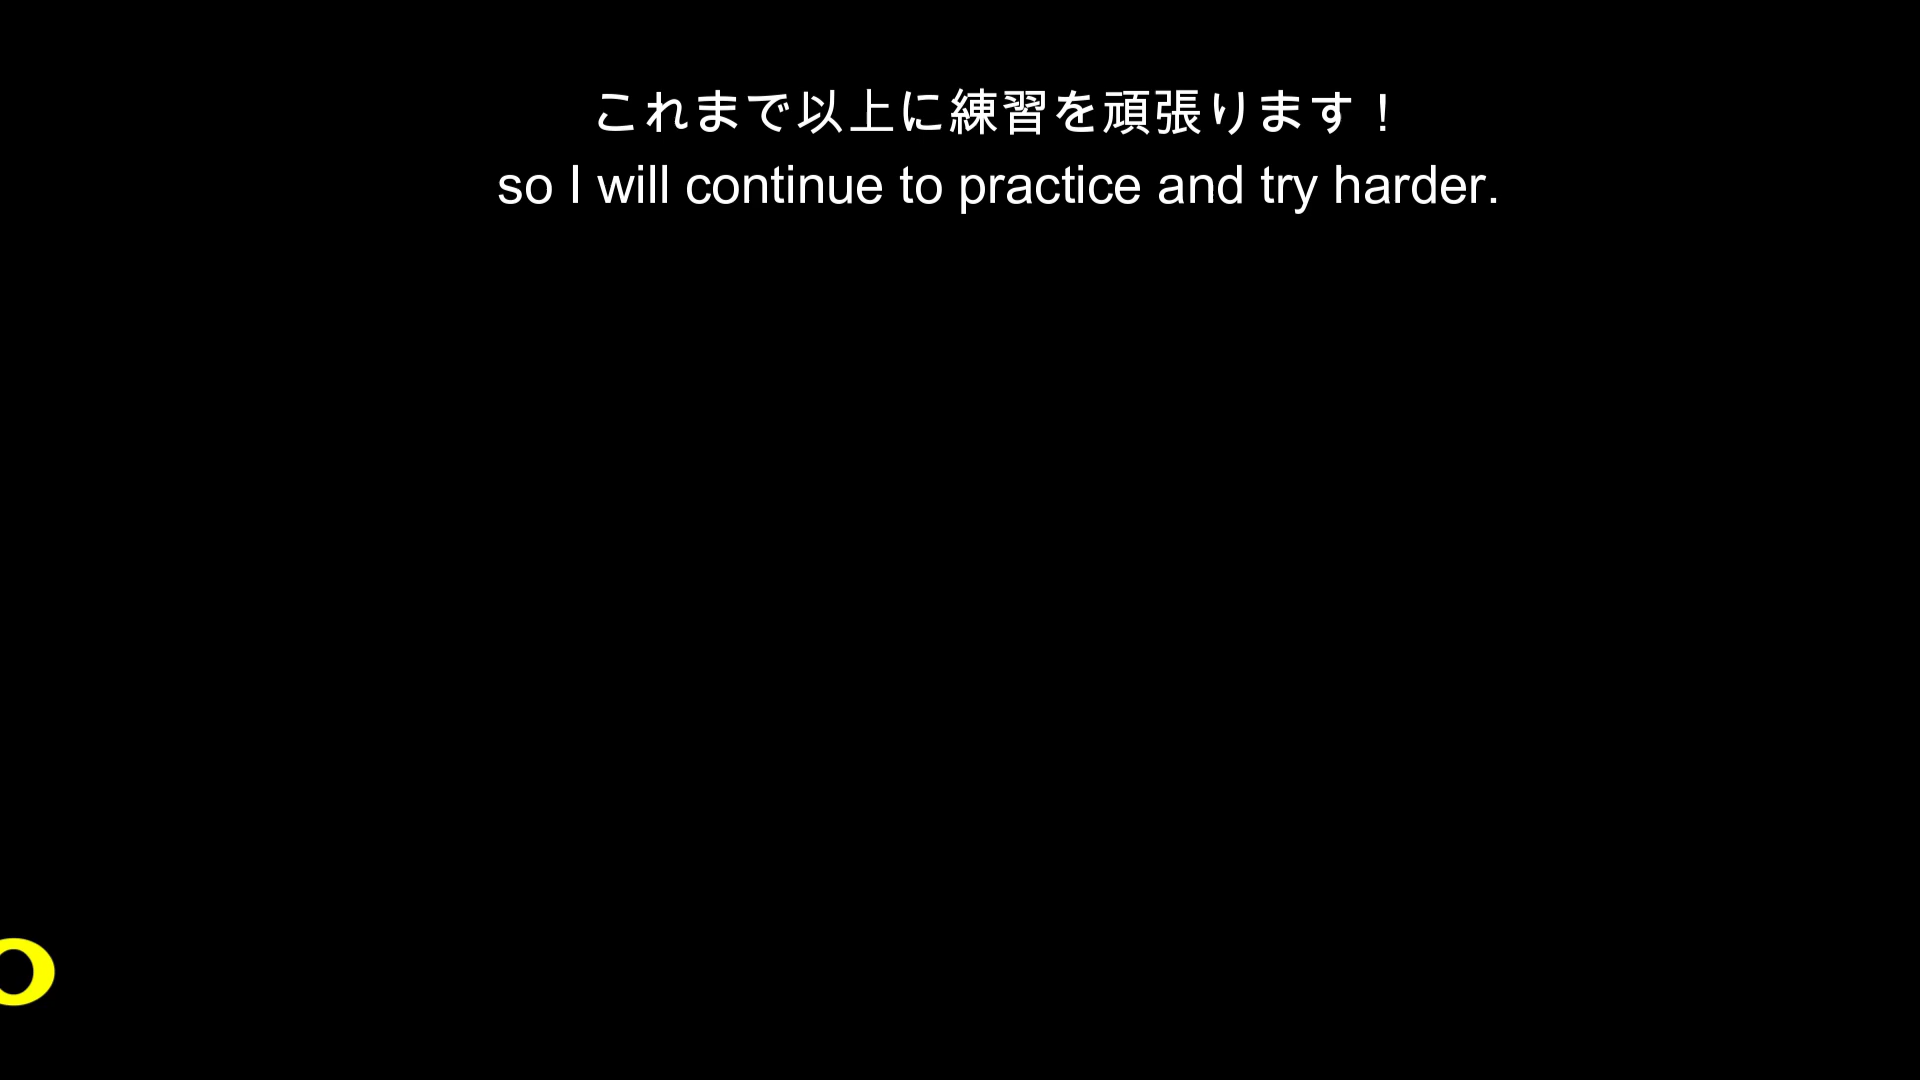 これまで以上に練習を頑張ります！
so I will continue to practice and try harder.